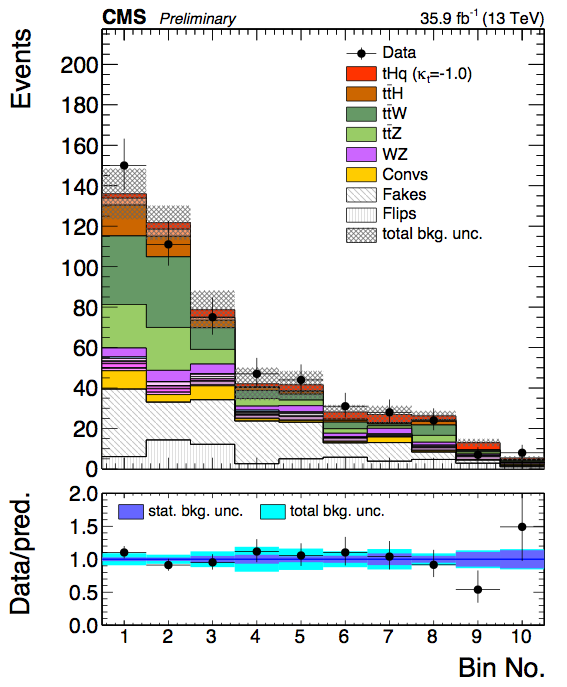 CMS Preliminary 35.9 fb⁻¹ (13 TeV)
Events
200
180
160
140
120
100
80
60
40
20
0
Data
tHq (κt=-1.0)
tt̄H
tt̄W
tt̄Z
WZ
Convs
Fakes
Flips
total bkg. unc.
Data/pred.
2.0
1.5
1.0
0.5
0.0
stat. bkg. unc. total bkg. unc.
1 2 3 4 5 6 7 8 9 10
Bin No.